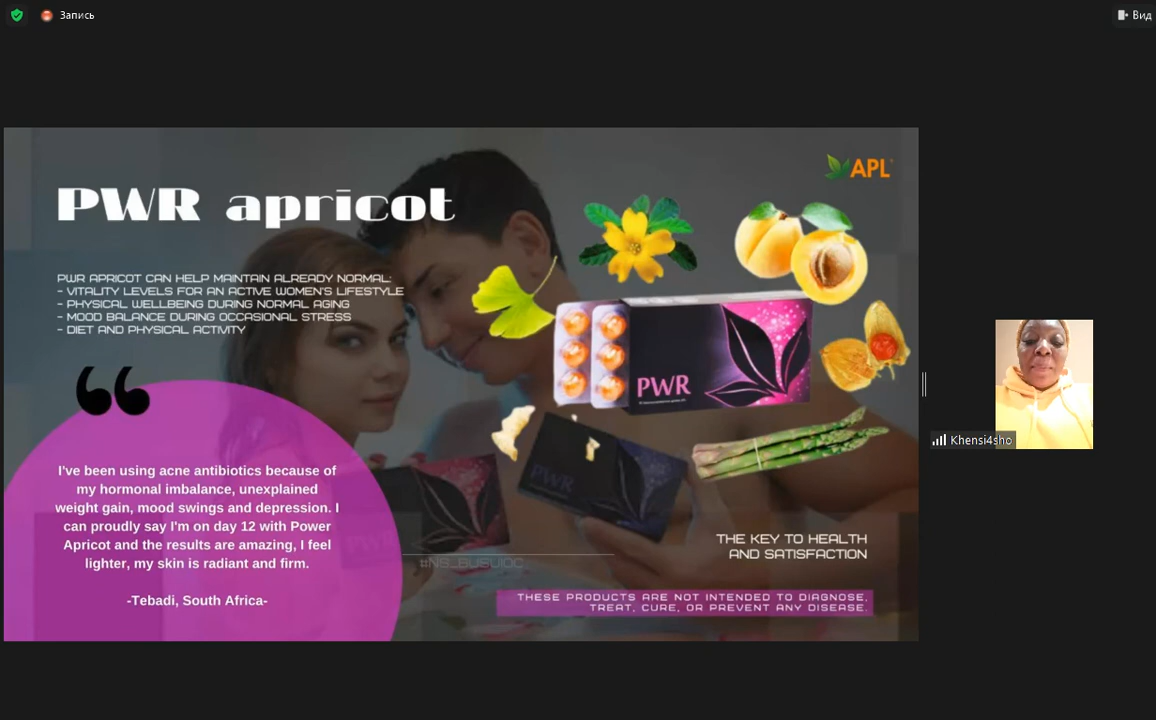 Запись
Вид
APL
PWR apricot
PWR APRICOT CAN HELP MAINTAIN ALREADY NORMAL:
- VITALITY LEVELS FOR AN ACTIVE WOMEN'S LIFESTYLE
- PHYSICAL WELLBEING DURING NORMAL AGING
- MOOD BALANCE DURING OCCASIONAL STRESS
- DIET AND PHYSICAL ACTIVITY
PWR
“
I've been using acne antibiotics because of
my hormonal imbalance, unexplained
weight gain, mood swings and depression. I
can proudly say I'm on day 12 with Power
Apricot and the results are amazing, I feel
lighter, my skin is radiant and firm.
-Tebadi, South Africa-
THE KEY TO HEALTH
AND SATISFACTION
THESE PRODUCTS ARE NOT INTENDED TO DIAGNOSE,
TREAT, CURE, OR PREVENT ANY DISEASE.
Khensi4sho